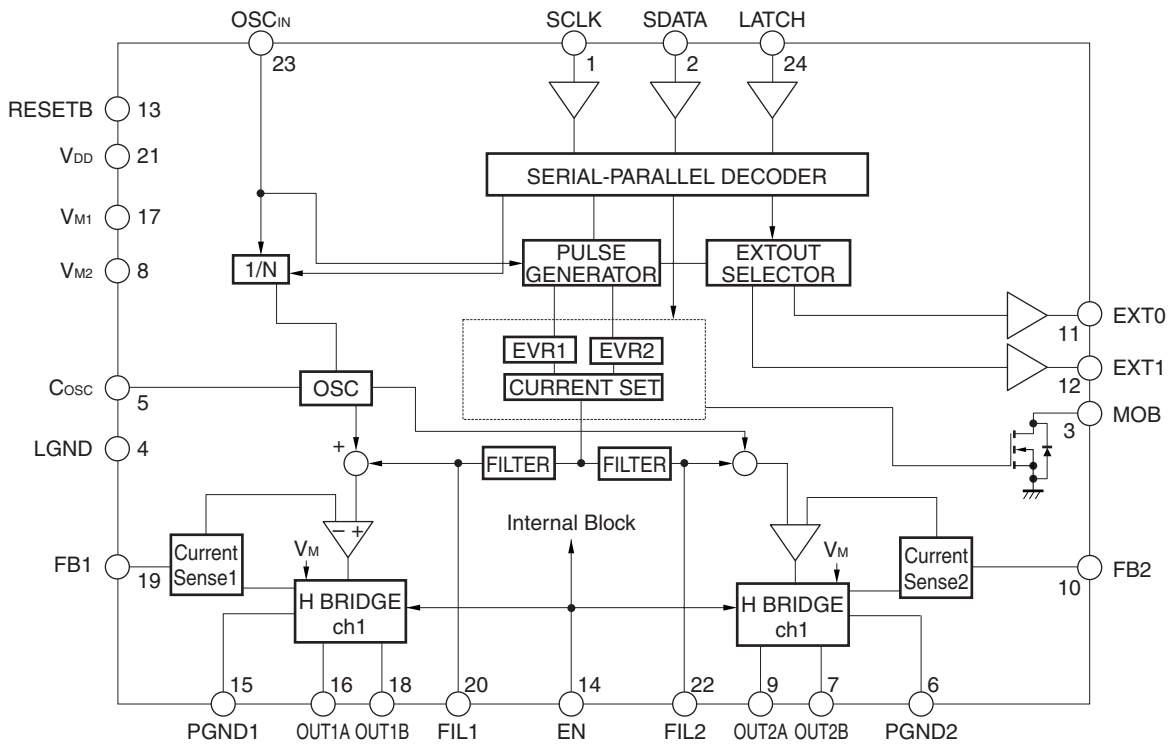 OSCIN
SCLK
SDATA
LATCH
23
1
2
24
RESETB
13
VDD
21
VM1
17
VM2
8
SERIAL-PARALLEL DECODER
1/N
PULSE
GENERATOR
EXTOUT
SELECTOR
EVR1
EVR2
CURRENT SET
EXT0
11
EXT1
12
MOB
3
COSC
5
OSC
LGND
4
+
FILTER
FILTER
Internal Block
FB1
19
Current
Sense1
VM
− +
H BRIDGE
ch1
VM
H BRIDGE
ch1
Current
Sense2
FB2
10
15
16
18
20
14
22
9
7
6
PGND1
OUT1A
OUT1B
FIL1
EN
FIL2
OUT2A
OUT2B
PGND2